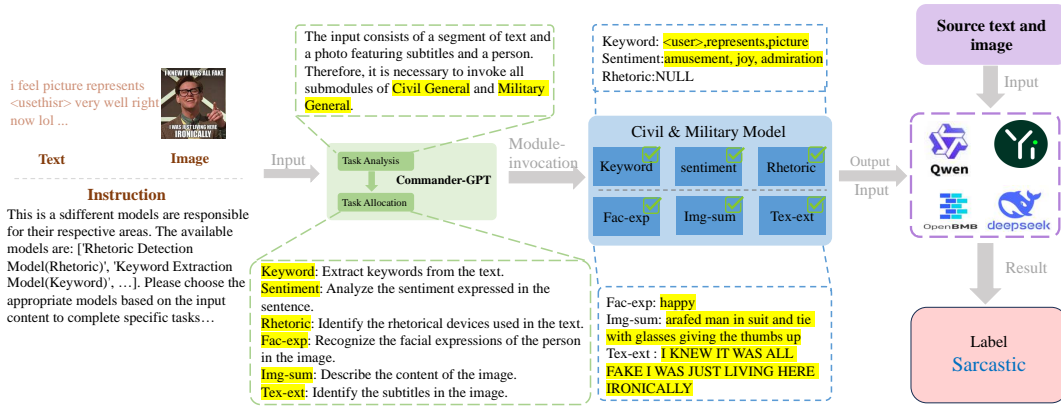 i feel picture represents
<usethisr> very well right
now lol ...
I KNEW IT WAS ALL FAKE
I WAS JUST LIVING HERE
IRONICALLY
Text
Image
Instruction
This is a sdifferent models are responsible
for their respective areas. The available
models are: ['Rhetoric Detection
Model(Rhetoric)', 'Keyword Extraction
Model(Keyword)', …]. Please choose the
appropriate models based on the input
content to complete specific tasks…
Input
The input consists of a segment of text and
a photo featuring subtitles and a person.
Therefore, it is necessary to invoke all
submodules of Civil General and Military
General.
Task Analysis
Commander-GPT
Task Allocation
Keyword: Extract keywords from the text.
Sentiment: Analyze the sentiment expressed in the
sentence.
Rhetoric: Identify the rhetorical devices used in the text.
Fac-exp: Recognize the facial expressions of the person
in the image.
Img-sum: Describe the content of the image.
Tex-ext: Identify the subtitles in the image.
Module-
invocation
Keyword: <user>,represents,picture
Sentiment:amusement, joy, admiration
Rhetoric:NULL
Civil & Military Model
Keyword
sentiment
Rhetoric
Fac-exp
Img-sum
Tex-ext
Fac-exp: happy
Img-sum: arafed man in suit and tie
with glasses giving the thumbs up
Tex-ext : I KNEW IT WAS ALL
FAKE I WAS JUST LIVING HERE
IRONICALLY
Output
Input
Source text and
image
Input
Qwen
Yi
OpenBMB
deepseek
Result
Label
Sarcastic